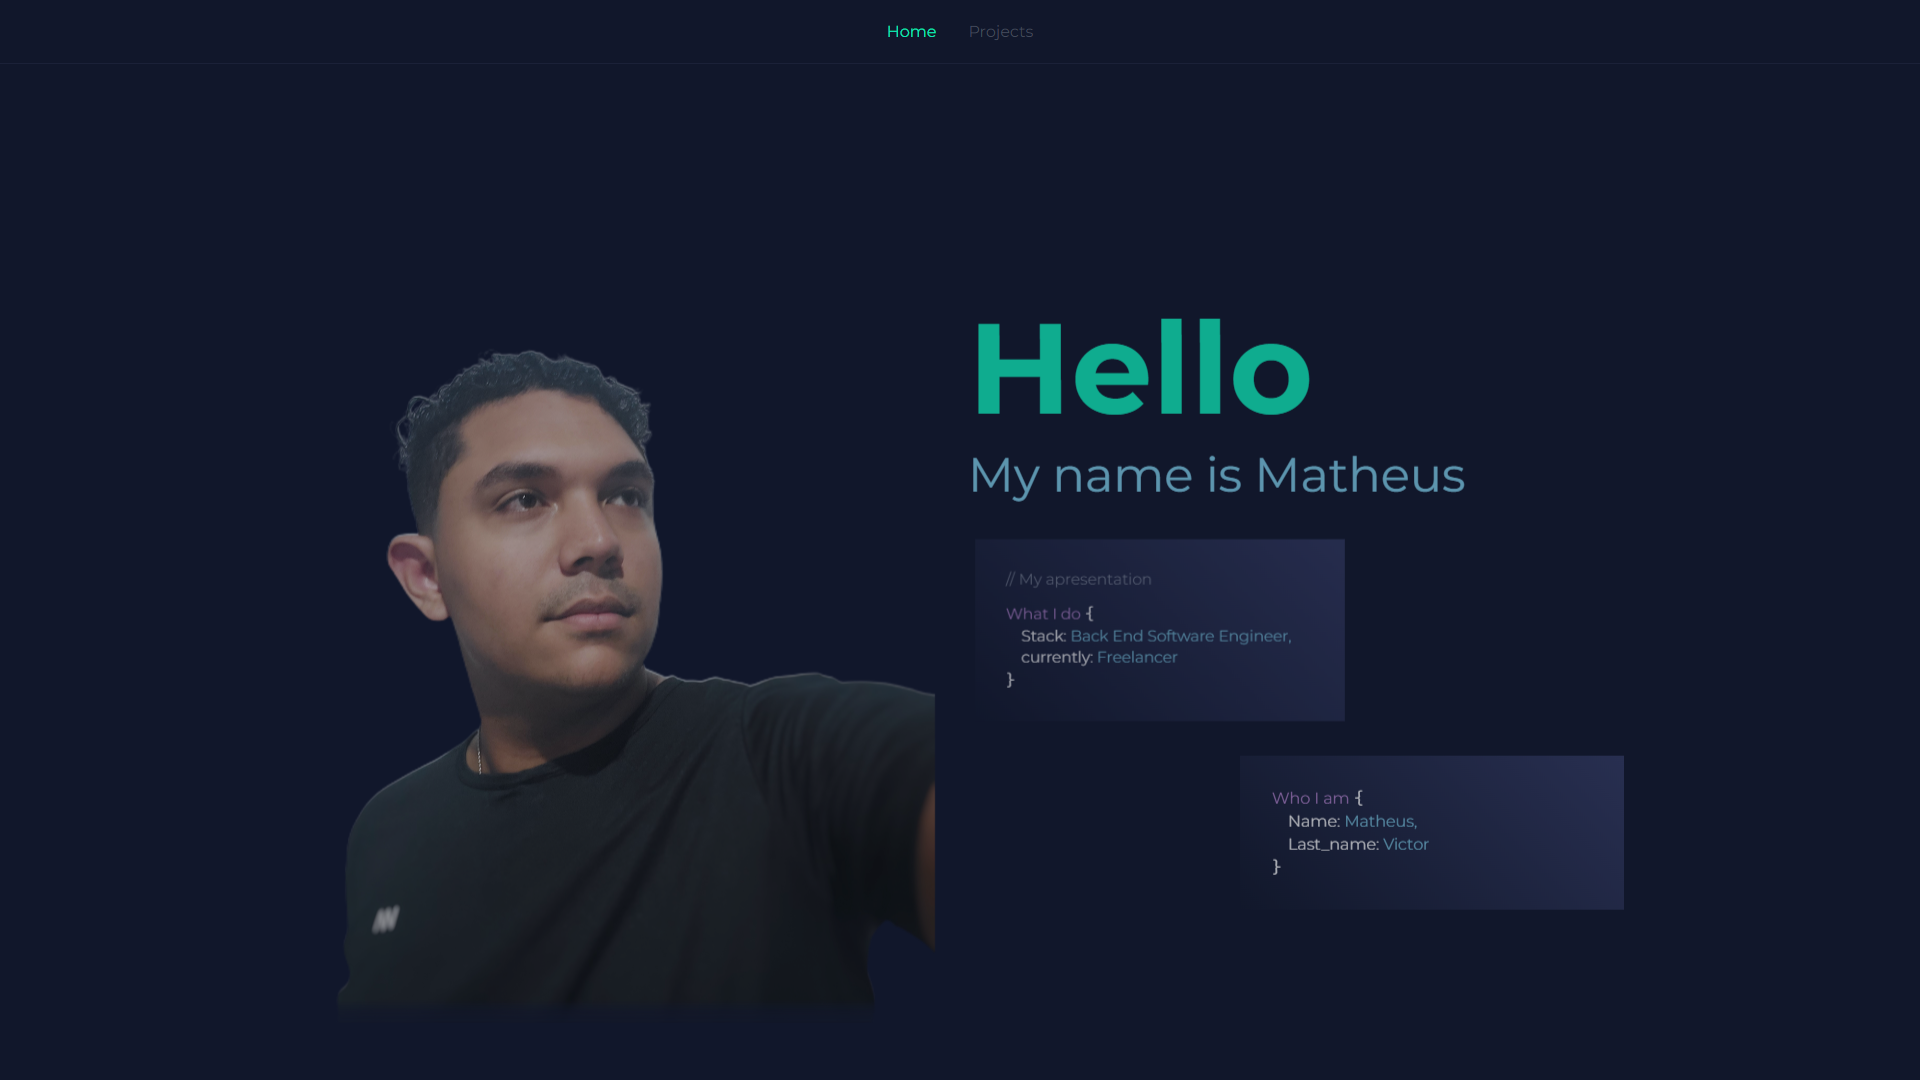 Home Projects
Hello
My name is Matheus
// My apresentation
What I do {
Stack: Back End Software Engineer,
currently: Freelancer
}
Who I am {
Name: Matheus,
Last_name: Victor
}